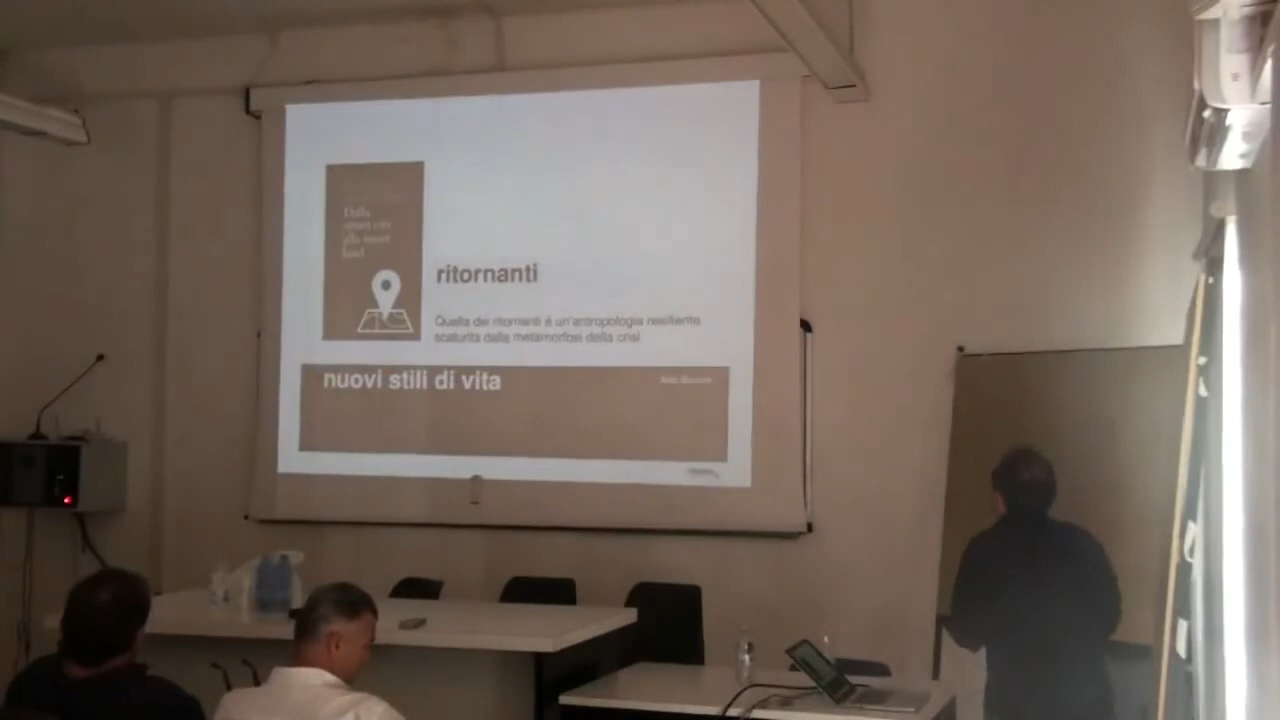 Dalla
smart city
alla smart
land
ritornanti
Quella dei ritornanti è un'antropologia resiliente
scaturita dalla metamorfosi della crisi
nuovi stili di vita